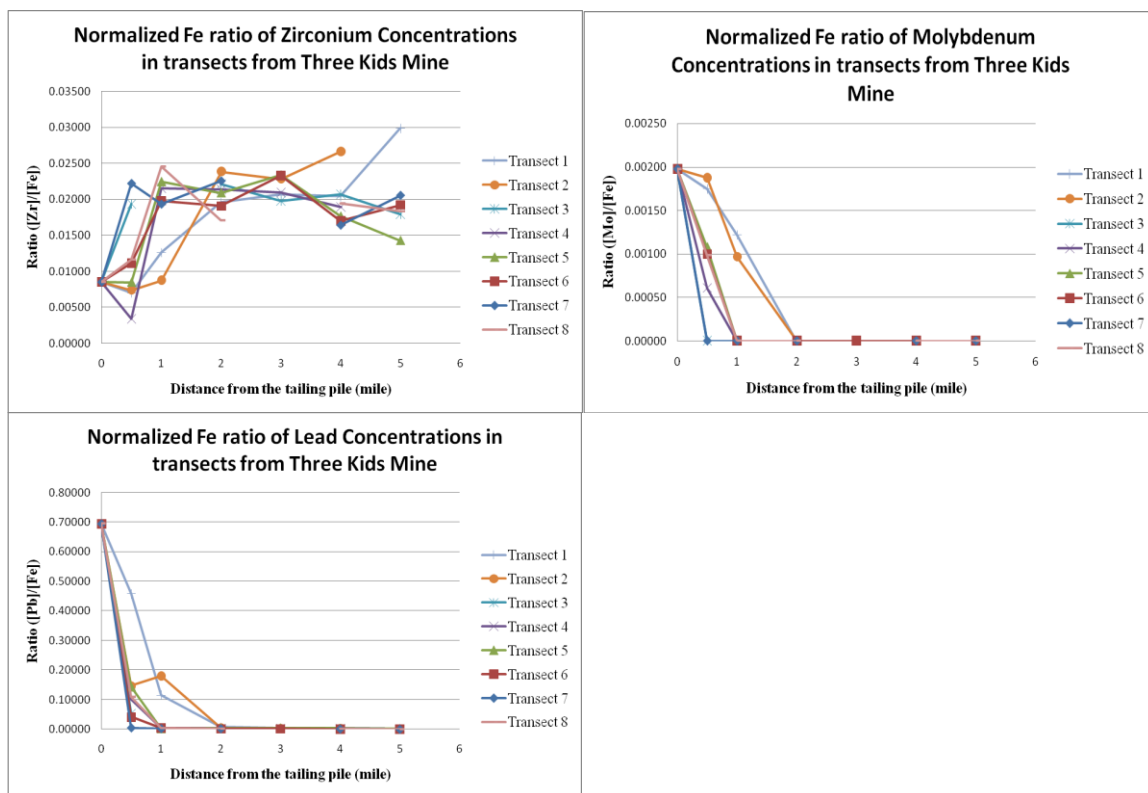 Normalized Fe ratio of Zirconium Concentrations
in transects from Three Kids Mine
Ratio ([Zr]/[Fe])
0.03500
0.03000
0.02500
0.02000
0.01500
0.01000
0.00500
0.00000
0 1 2 3 4 5 6
Distance from the tailing pile (mile)
Transect 1
Transect 2
Transect 3
Transect 4
Transect 5
Transect 6
Transect 7
Transect 8
Normalized Fe ratio of Molybdenum
Concentrations in transects from Three Kids
Mine
Ratio ([Mo]/[Fe])
0.00250
0.00200
0.00150
0.00100
0.00050
0.00000
0 1 2 3 4 5 6
Distance from the tailing pile (mile)
Transect 1
Transect 2
Transect 3
Transect 4
Transect 5
Transect 6
Transect 7
Transect 8
Normalized Fe ratio of Lead Concentrations in
transects from Three Kids Mine
Ratio ([Pb]/[Fe])
0.80000
0.70000
0.60000
0.50000
0.40000
0.30000
0.20000
0.10000
0.00000
0 1 2 3 4 5 6
Distance from the tailing pile (mile)
Transect 1
Transect 2
Transect 3
Transect 4
Transect 5
Transect 6
Transect 7
Transect 8